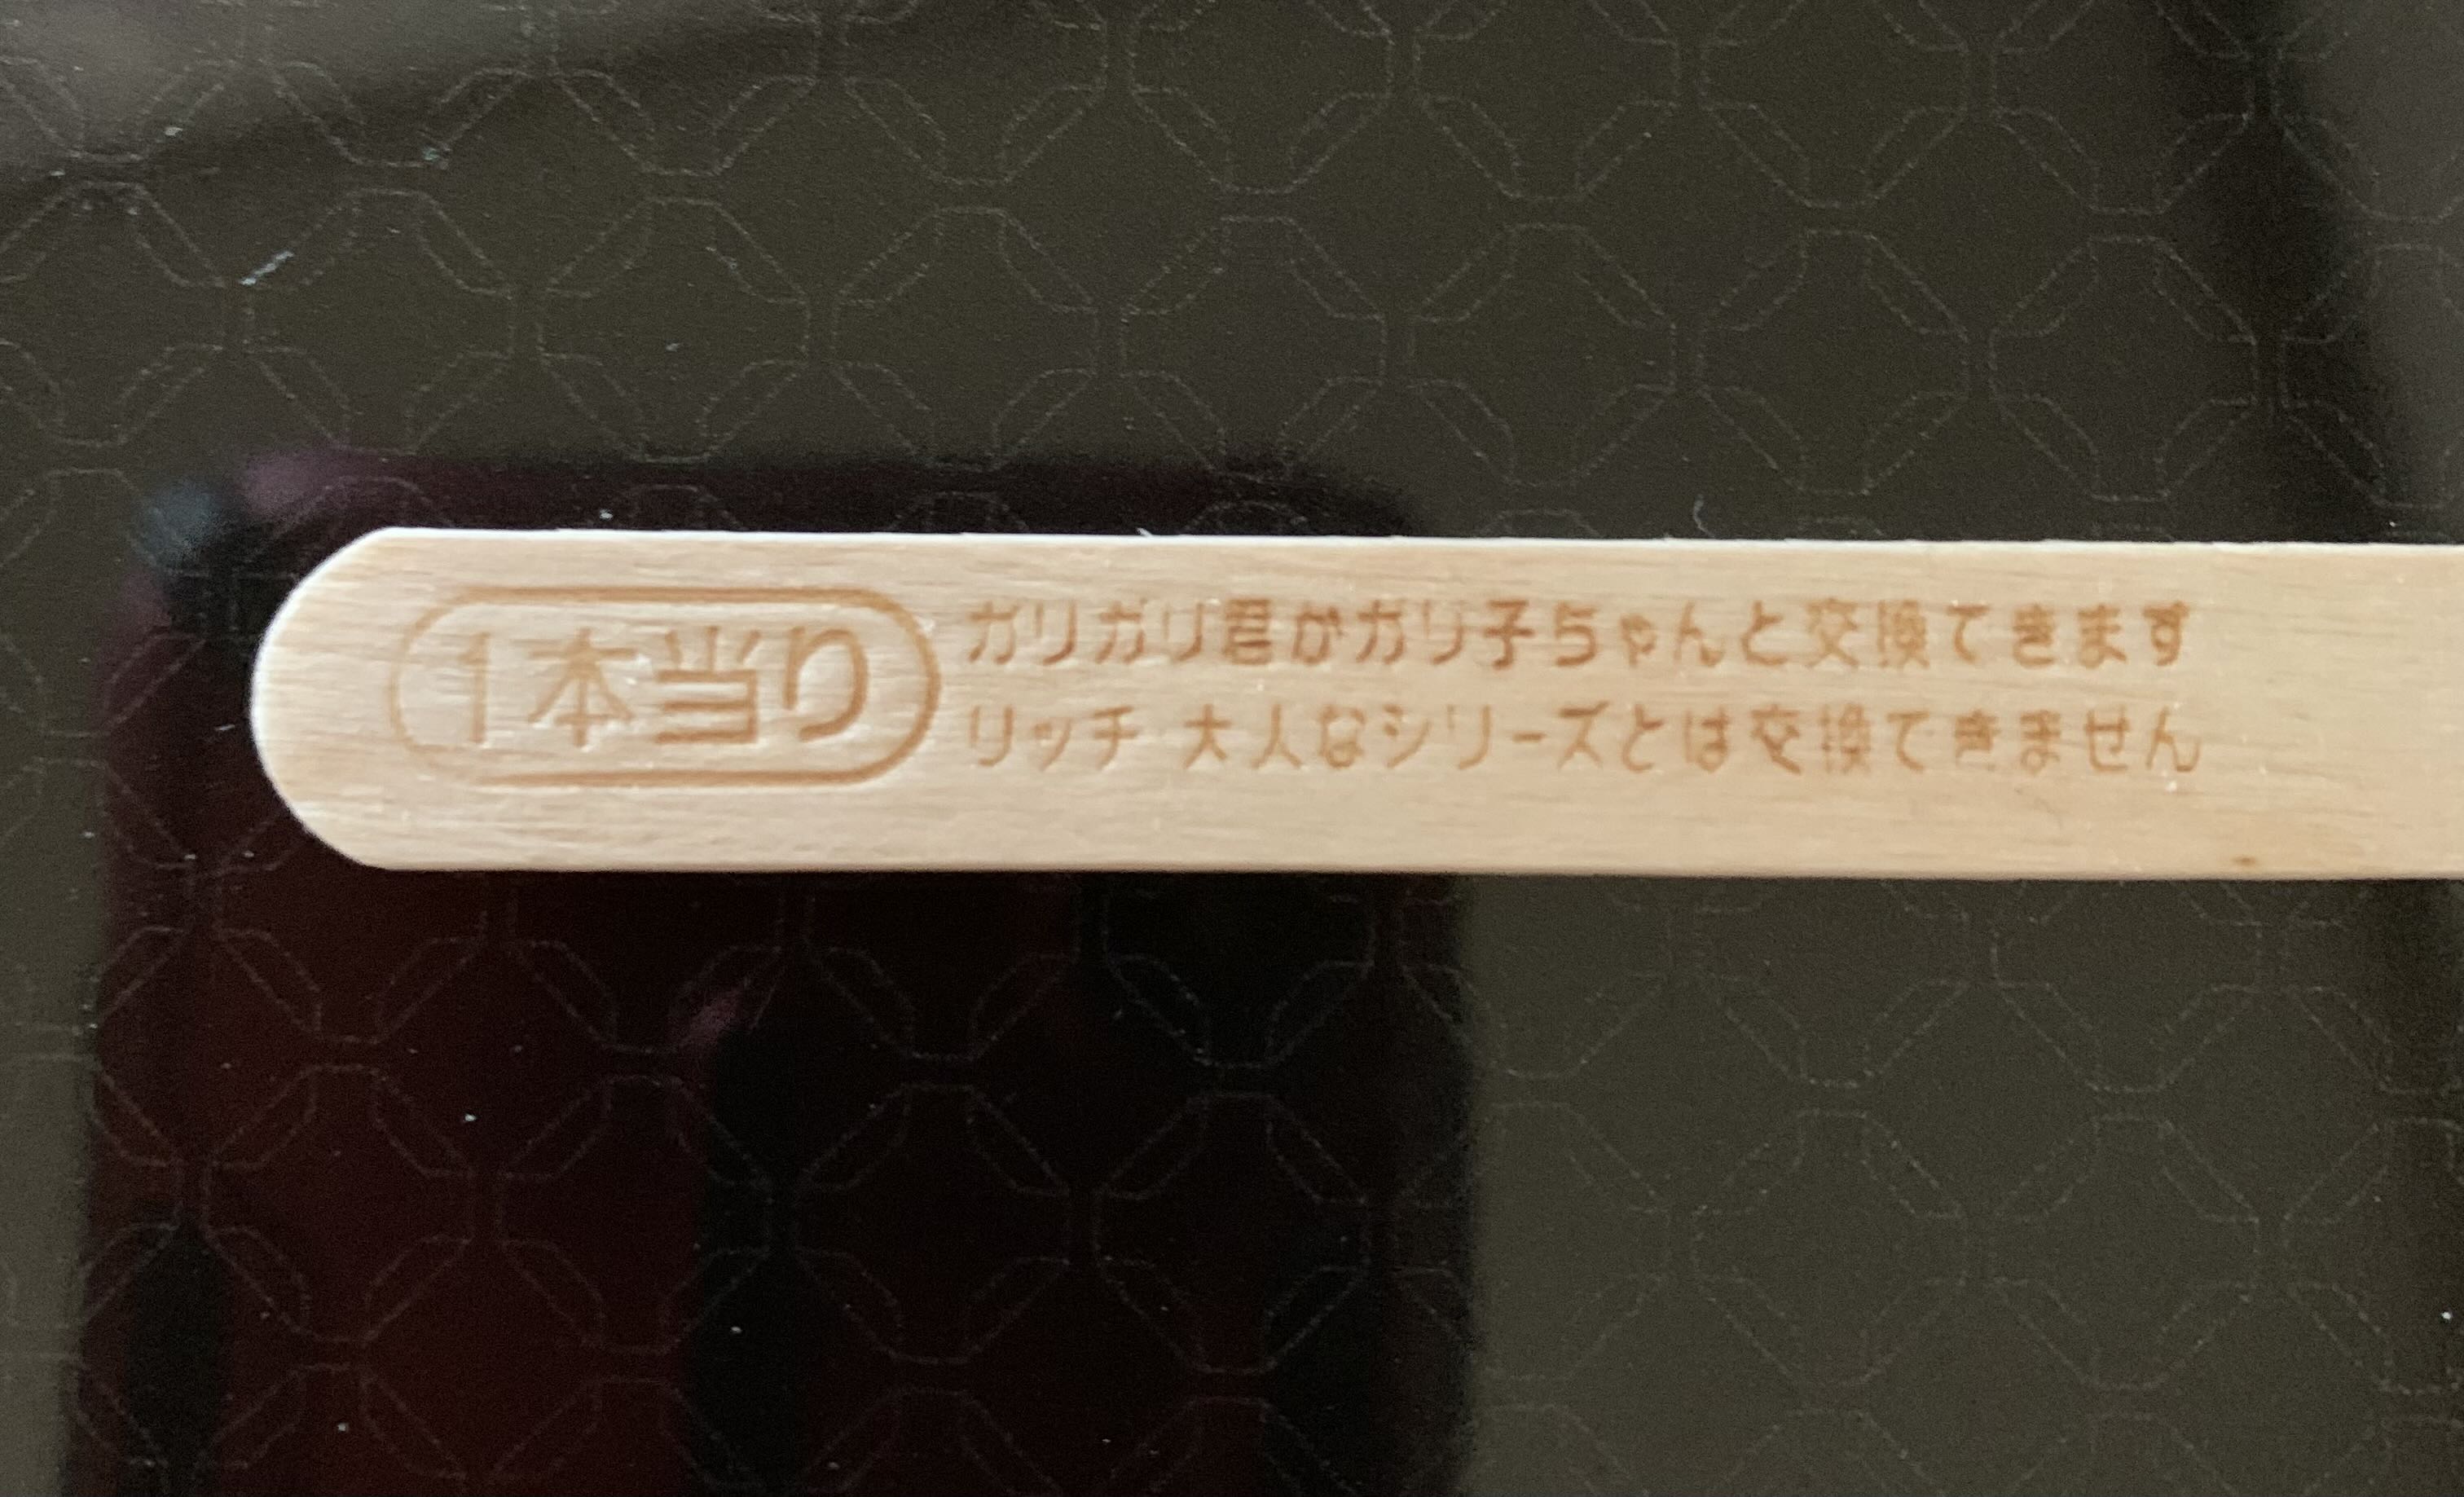 1本当り
ガリガリ君かガリ子ちゃんと交換できます
リッチ 大人なシリーズとは交換できません